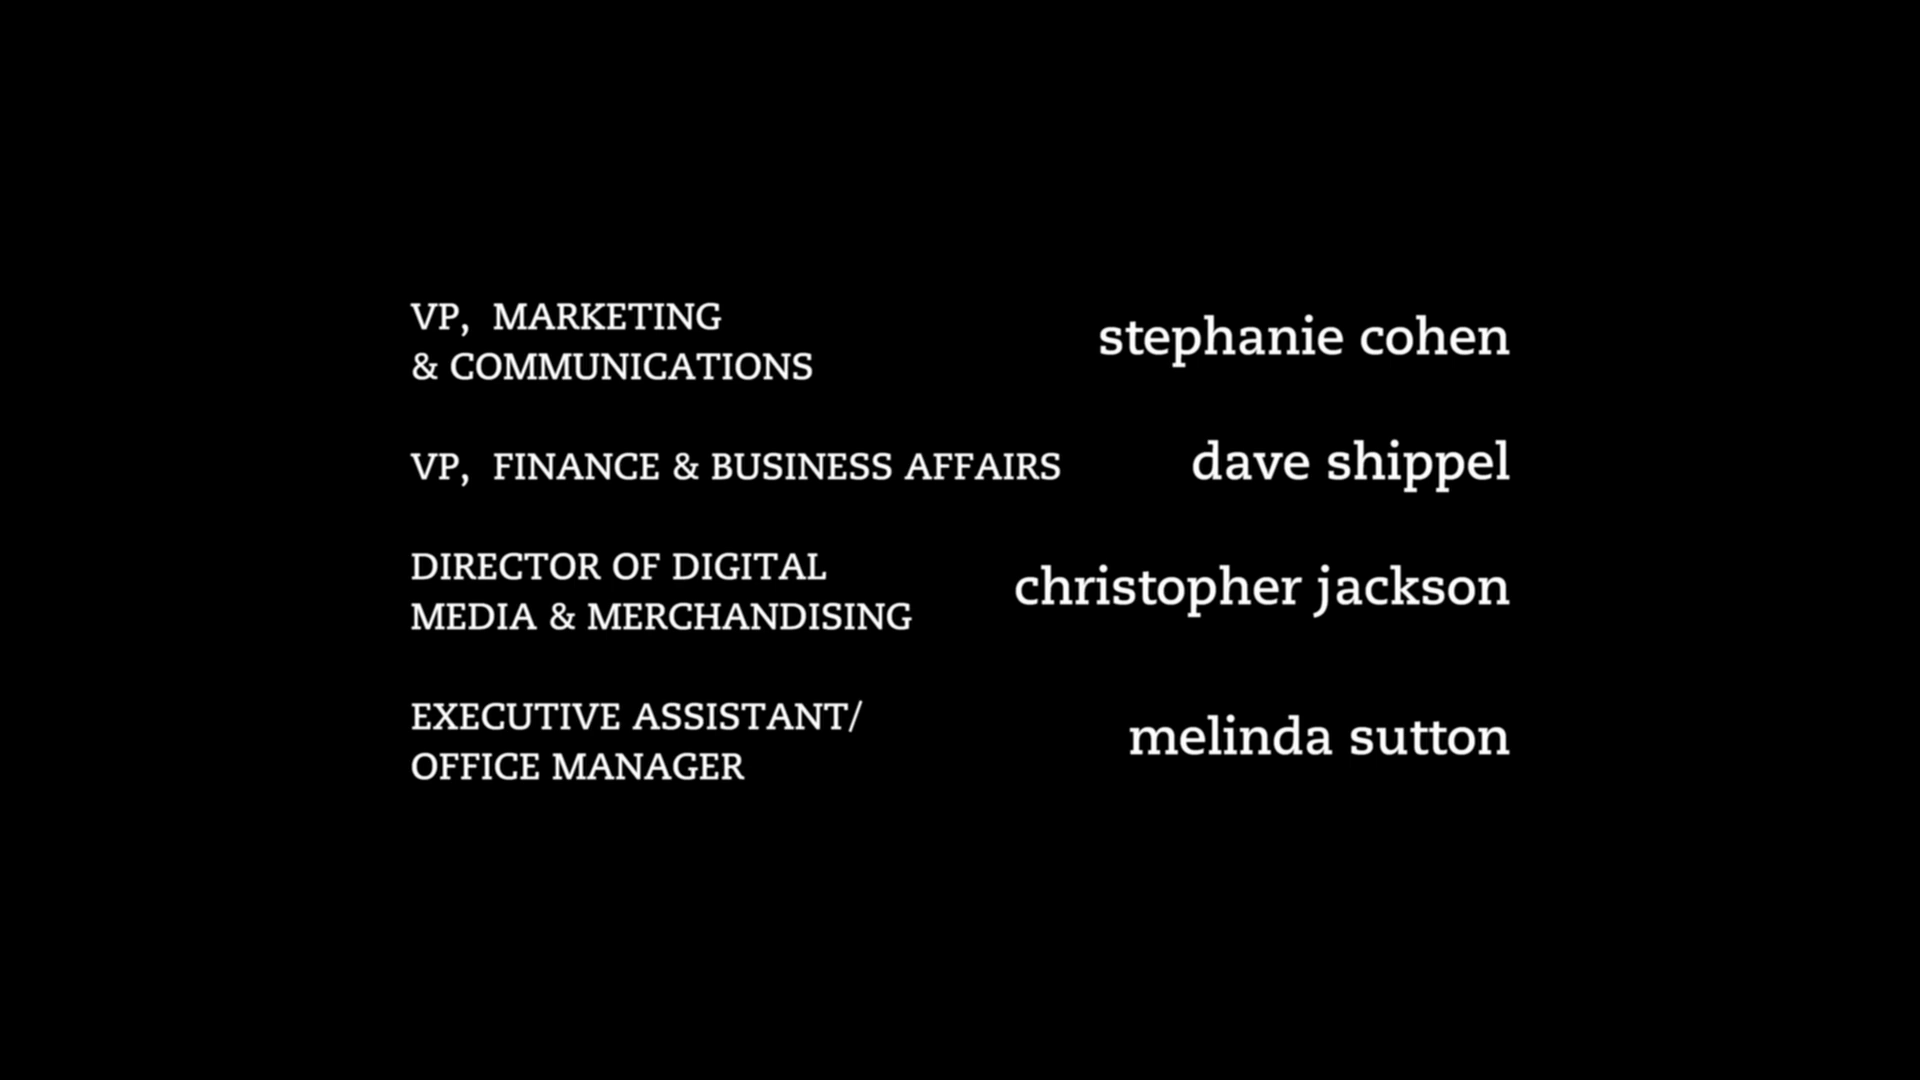 VP,  MARKETING
& COMMUNICATIONS
stephanie cohen
VP,  FINANCE & BUSINESS AFFAIRS
dave shippel
DIRECTOR OF DIGITAL
MEDIA & MERCHANDISING
christopher jackson
EXECUTIVE ASSISTANT/
OFFICE MANAGER
melinda sutton